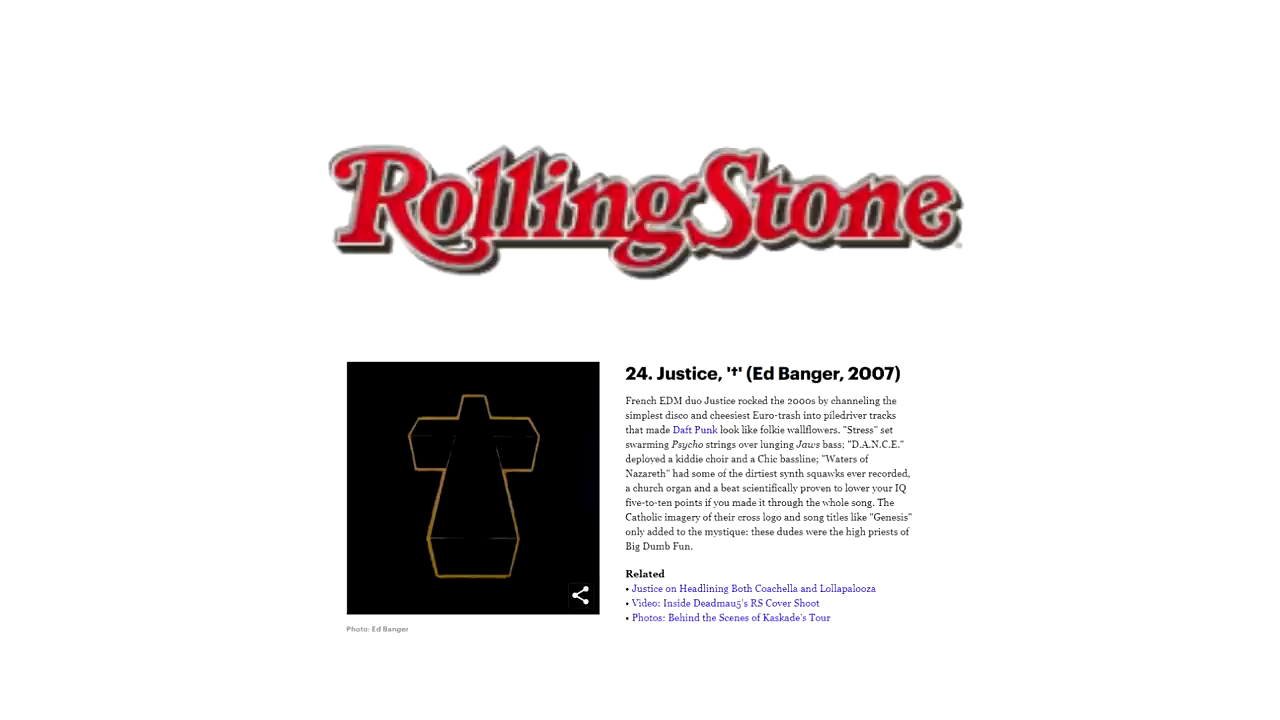 RollingStone
24. Justice, '†' (Ed Banger, 2007)
French EDM duo Justice rocked the 2000s by channeling the
simplest disco and cheesiest Euro-trash into piledriver tracks
that made Daft Punk look like folkie wallflowers. "Stress" set
swarming Psycho strings over lunging Jaws bass; "D.A.N.C.E."
deployed a kiddie choir and a Chic bassline; "Waters of
Nazareth" had some of the dirtiest synth squawks ever recorded,
a church organ and a beat scientifically proven to lower your IQ
five-to-ten points if you made it through the whole song. The
Catholic imagery of their cross logo and song titles like "Genesis"
only added to the mystique: these dudes were the high priests of
Big Dumb Fun.
Related
• Justice on Headlining Both Coachella and Lollapalooza
• Video: Inside Deadmau5's RS Cover Shoot
• Photos: Behind the Scenes of Kaskade's Tour
Photo: Ed Banger